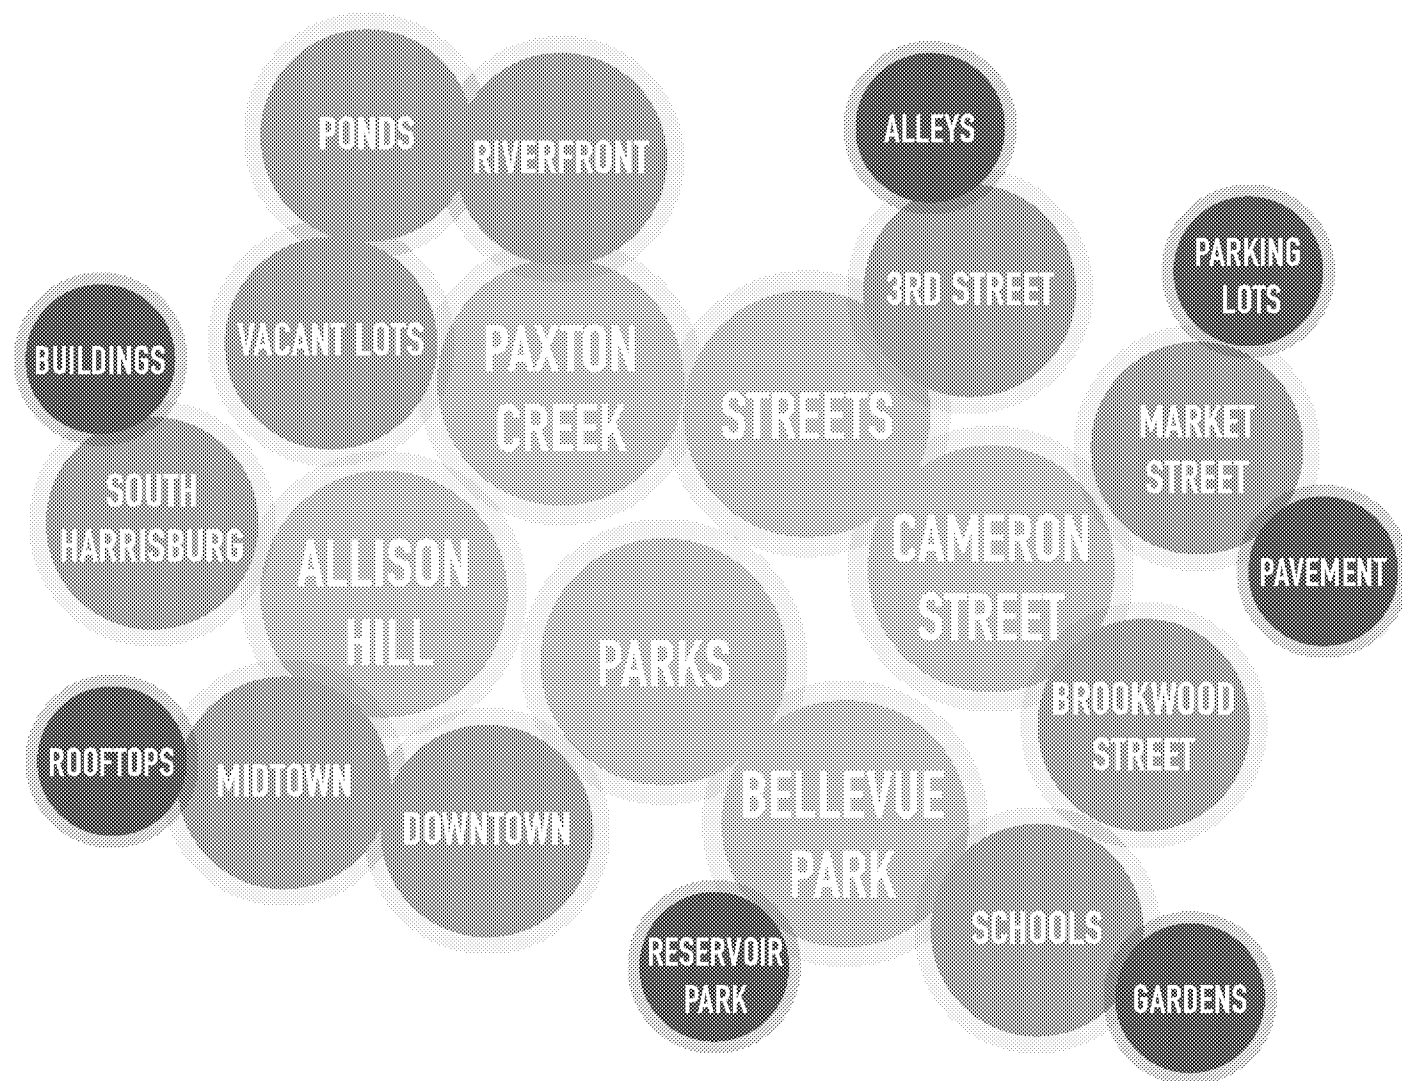 PONDS
RIVERFRONT
ALLEYS
3RD STREET
PARKING
LOTS
BUILDINGS
VACANT LOTS
PAXTON
CREEK
STREETS
MARKET
STREET
SOUTH
HARRISBURG
ALLISON
HILL
CAMERON
STREET
PAVEMENT
PARKS
BROOKWOOD
STREET
ROOFTOPS
MIDTOWN
DOWNTOWN
BELLEVUE
PARK
SCHOOLS
RESERVOIR
PARK
GARDENS